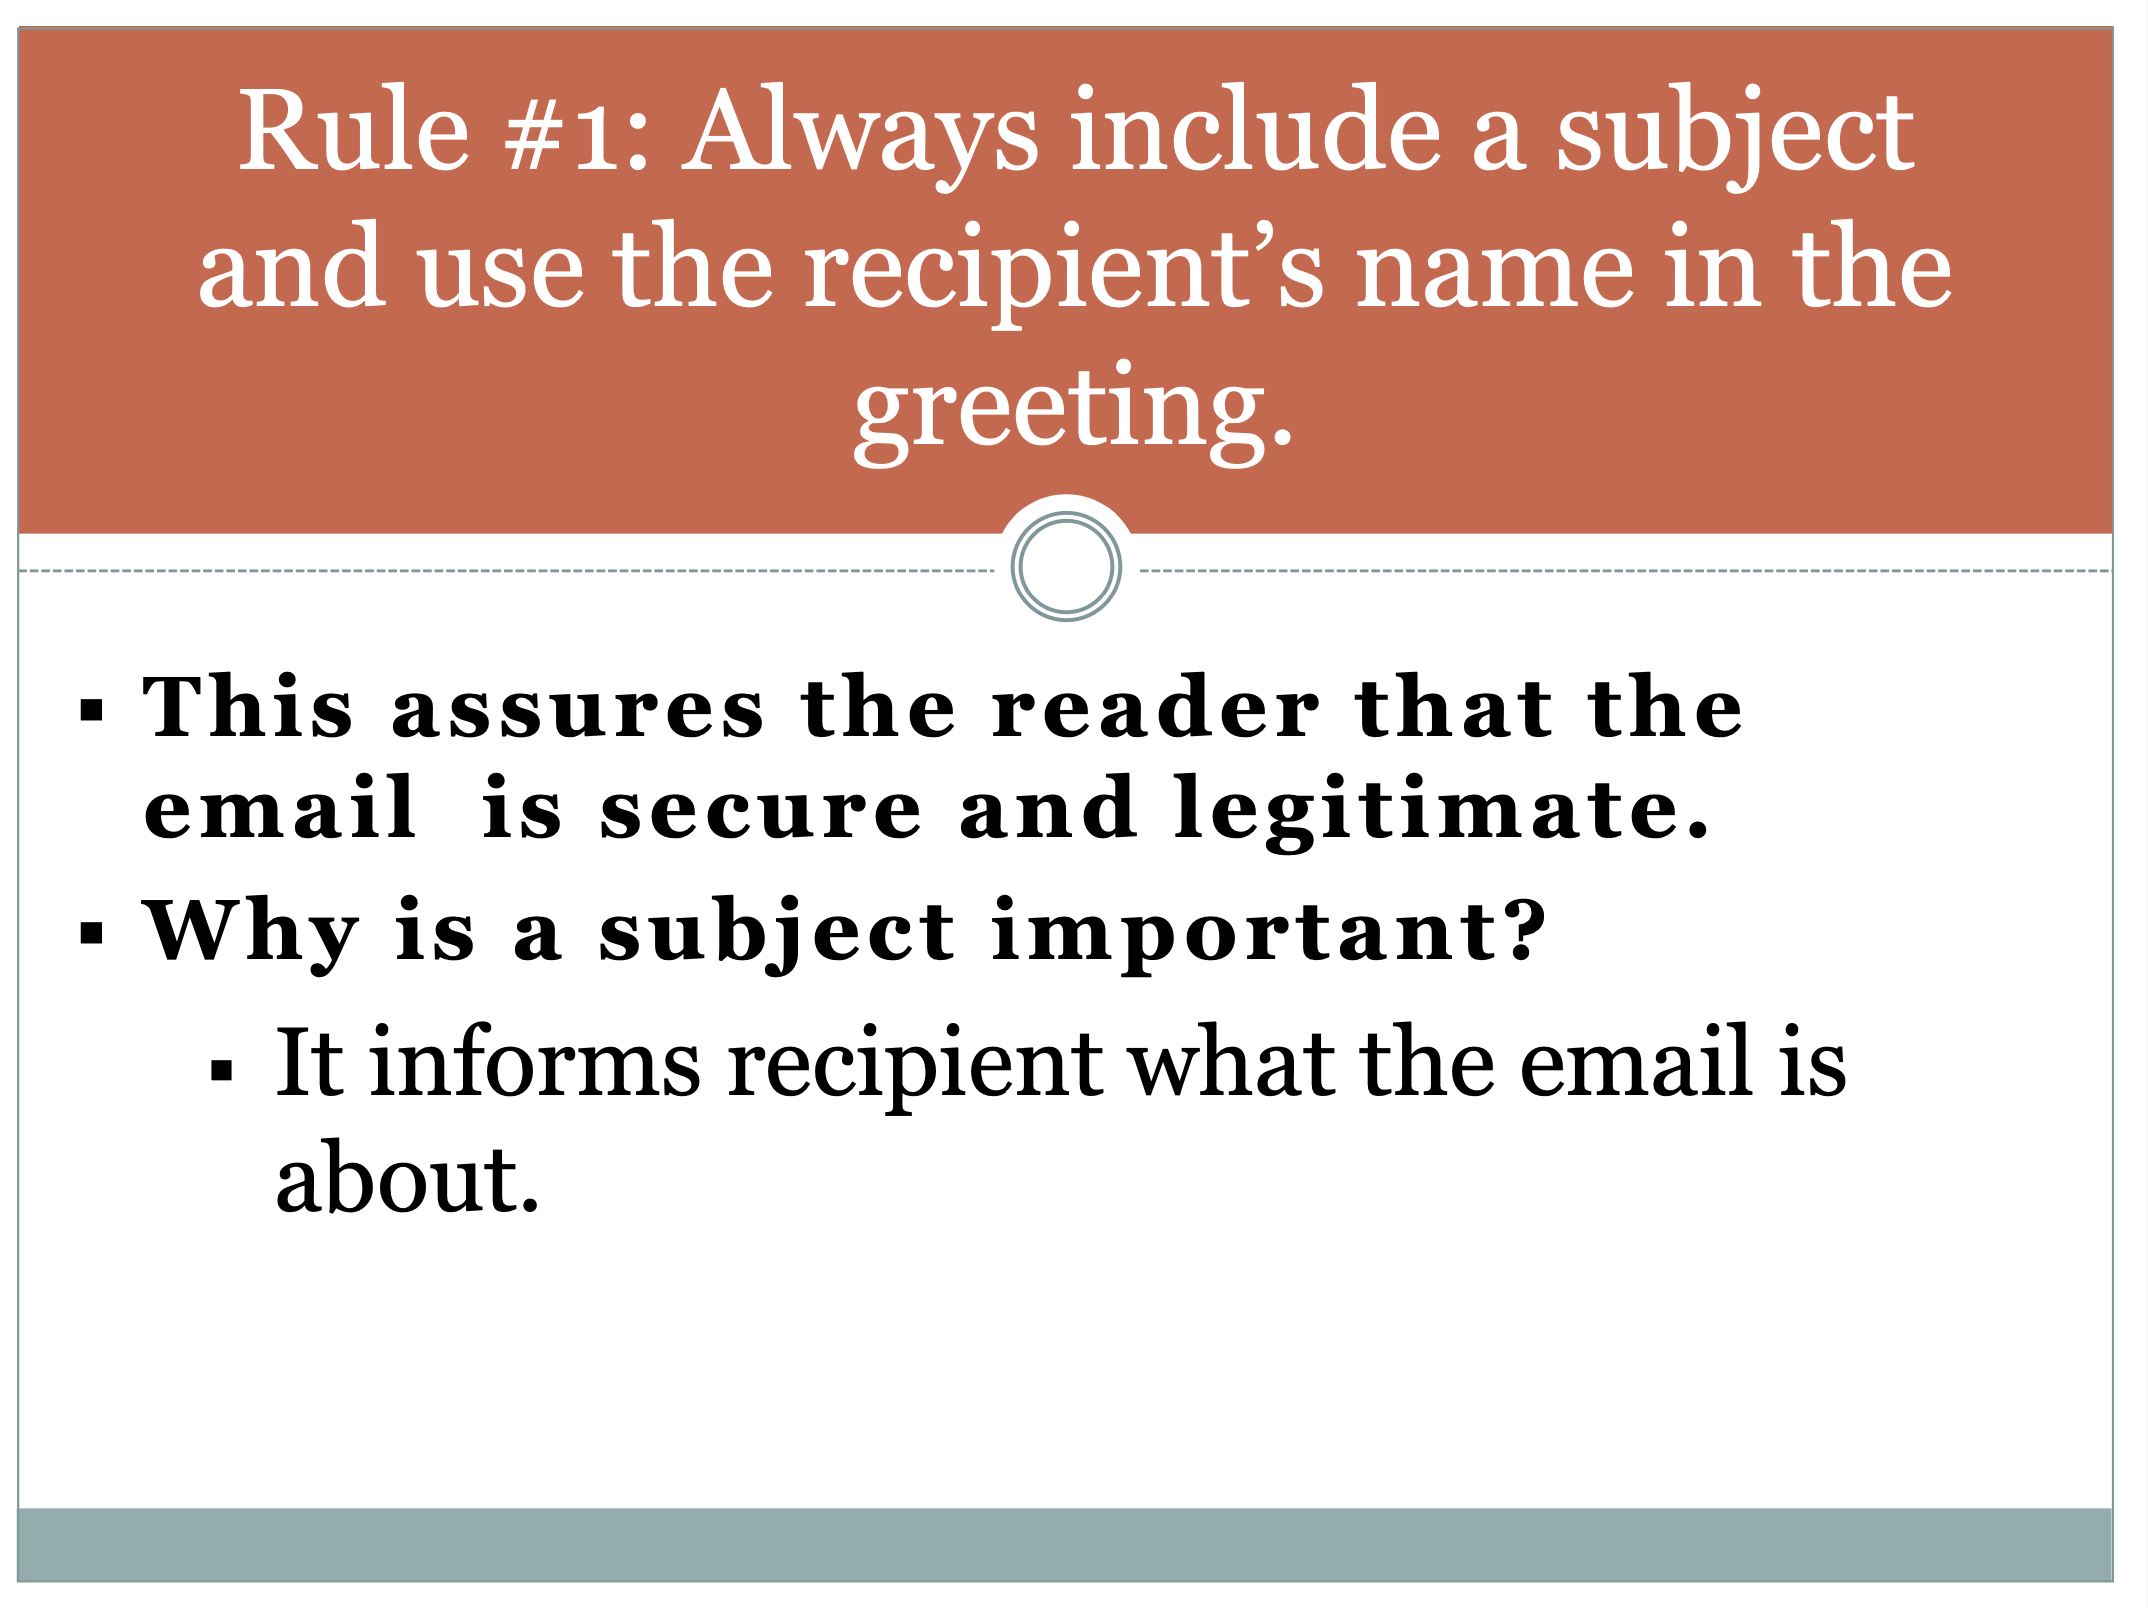 Rule #1: Always include a subject
and use the recipient’s name in the
greeting.
▪ This assures the reader that the
email  is secure and legitimate.
▪ Why is a subject important?
▪ It informs recipient what the email is
about.